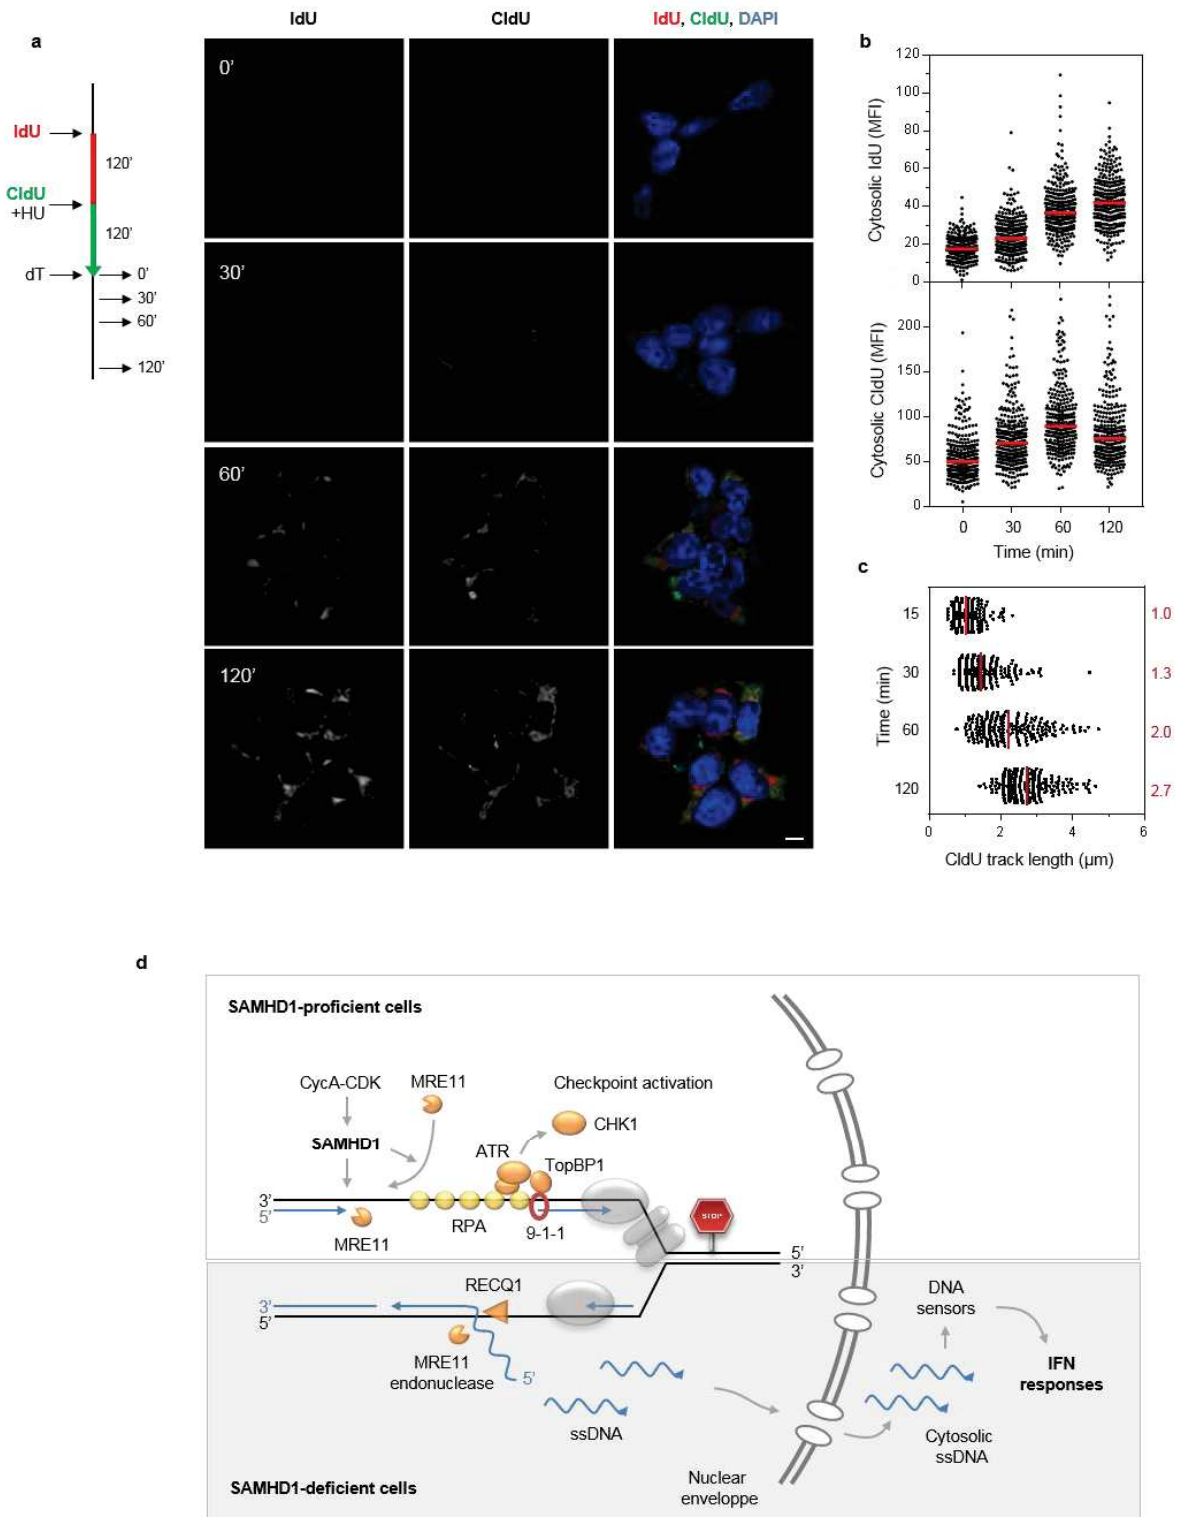 IdU
CldU
IdU, CldU, DAPI
a
IdU
120'
CldU
+HU
120'
dT
0'
30'
60'
120'
0'
30'
60'
120'
b
Cytosolic IdU (MFI)
120
100
80
60
40
20
0
Cytosolic CldU (MFI)
200
150
100
50
0
0
30
60
120
Time (min)
c
Time (min)
15
30
60
120
1.0
1.3
2.0
2.7
0
2
4
6
CldU track length (µm)
d
SAMHD1-proficient cells
CycA-CDK
MRE11
Checkpoint activation
CHK1
SAMHD1
ATR
TopBP1
3'
5'
MRE11
RPA
9-1-1
STOP
5'
3'
RECQ1
3'
5'
MRE11
endonuclease
5'
ssDNA
DNA
sensors
IFN
responses
Cytosolic
ssDNA
Nuclear
enveloppe
SAMHD1-deficient cells